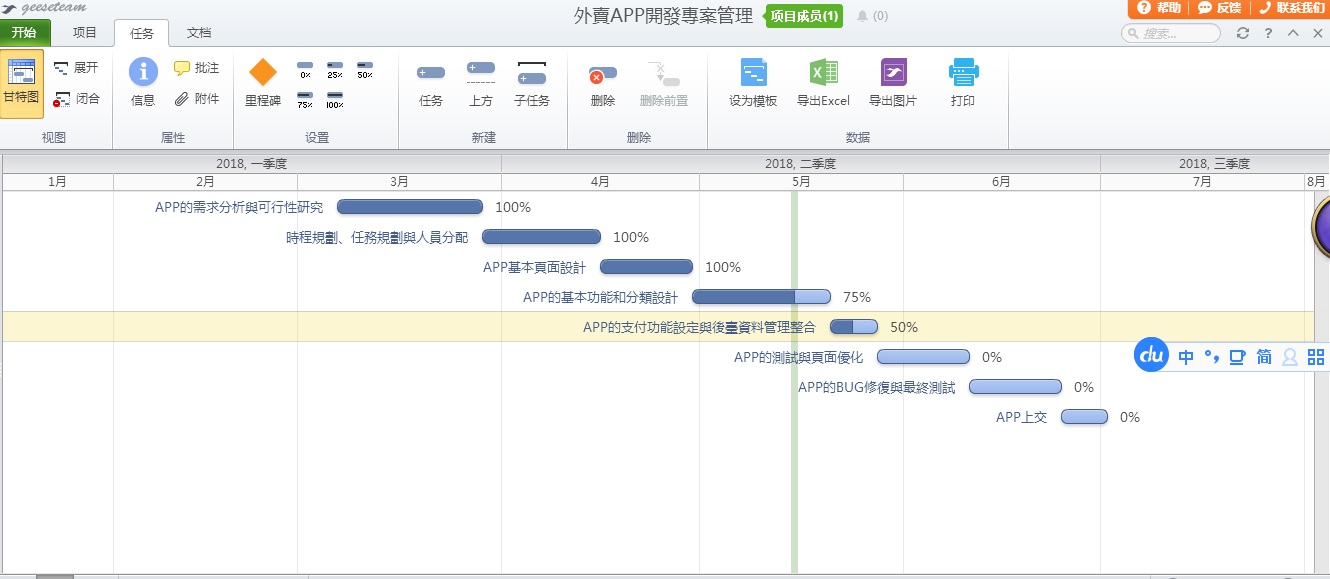 geeseteam
外賣APP開發專案管理 项目成员(1) (0)
帮助 反馈 联系我们
开始 项目 任务 文档
搜索...
甘特图 展开 闭合
视图
信息 批注 附件
属性
里程碑 0% 25% 50% 75% 100%
设置
任务 上方 子任务
新建
删除 删除前置
删除
设为模板 导出Excel 导出图片 打印
数据
2018, 一季度 2018, 二季度 2018, 三季度
1月 2月 3月 4月 5月 6月 7月 8月
APP的需求分析與可行性研究 100%
時程規劃、任務規劃與人員分配 100%
APP基本頁面設計 100%
APP的基本功能和分類設計 75%
APP的支付功能設定與後臺資料管理整合 50%
APP的測試與頁面優化 0%
du 中 简
APP的BUG修復與最終測試 0%
APP上交 0%